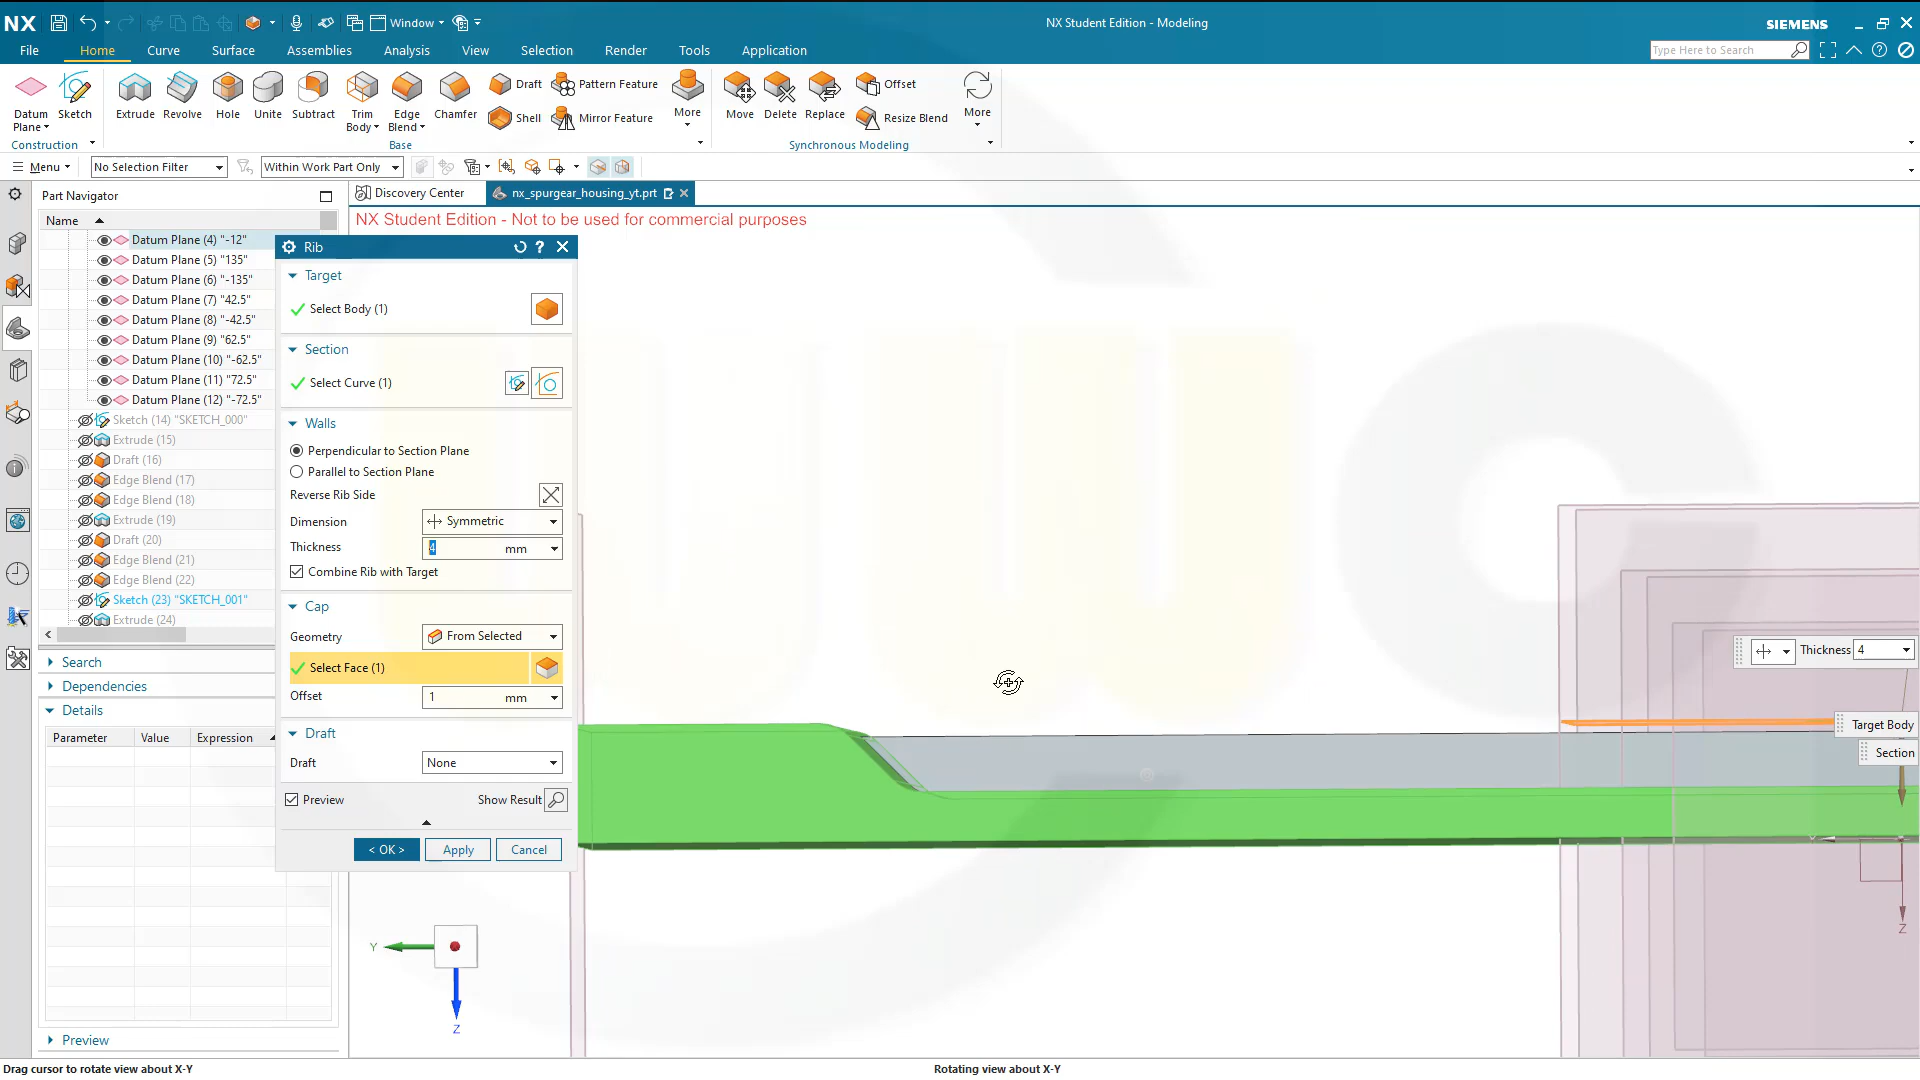 NX
Window
NX Student Edition - Modeling
SIEMENS
File
Home
Curve
Surface
Assemblies
Analysis
View
Selection
Render
Tools
Application
Type Here to Search
Datum Plane
Sketch
Extrude
Revolve
Hole
Unite
Subtract
Trim Body
Edge Blend
Chamfer
Draft
Shell
Pattern Feature
Mirror Feature
More
Move
Delete
Replace
Offset
Resize Blend
More
Construction
Base
Synchronous Modeling
Menu
No Selection Filter
Within Work Part Only
Part Navigator
Discovery Center
nx_spurgear_housing_yt.prt
Name
NX Student Edition - Not to be used for commercial purposes
Datum Plane (4) "-12"
Datum Plane (5) "135"
Datum Plane (6) "-135"
Datum Plane (7) "42.5"
Datum Plane (8) "-42.5"
Datum Plane (9) "62.5"
Datum Plane (10) "-62.5"
Datum Plane (11) "72.5"
Datum Plane (12) "-72.5"
Sketch (14) "SKETCH_000"
Extrude (15)
Draft (16)
Edge Blend (17)
Edge Blend (18)
Extrude (19)
Draft (20)
Edge Blend (21)
Edge Blend (22)
Sketch (23) "SKETCH_001"
Extrude (24)
Search
Dependencies
Details
Parameter
Value
Expression
Preview
Rib
Target
Select Body (1)
Section
Select Curve (1)
Walls
Perpendicular to Section Plane
Parallel to Section Plane
Reverse Rib Side
Dimension
Symmetric
Thickness
4 mm
Combine Rib with Target
Cap
Geometry
From Selected
Select Face (1)
Offset
1 mm
Draft
Draft
None
Preview
Show Result
< OK >
Apply
Cancel
Thickness 4
Target Body
Section
Z
Y
Z
Drag cursor to rotate view about X-Y
Rotating view about X-Y